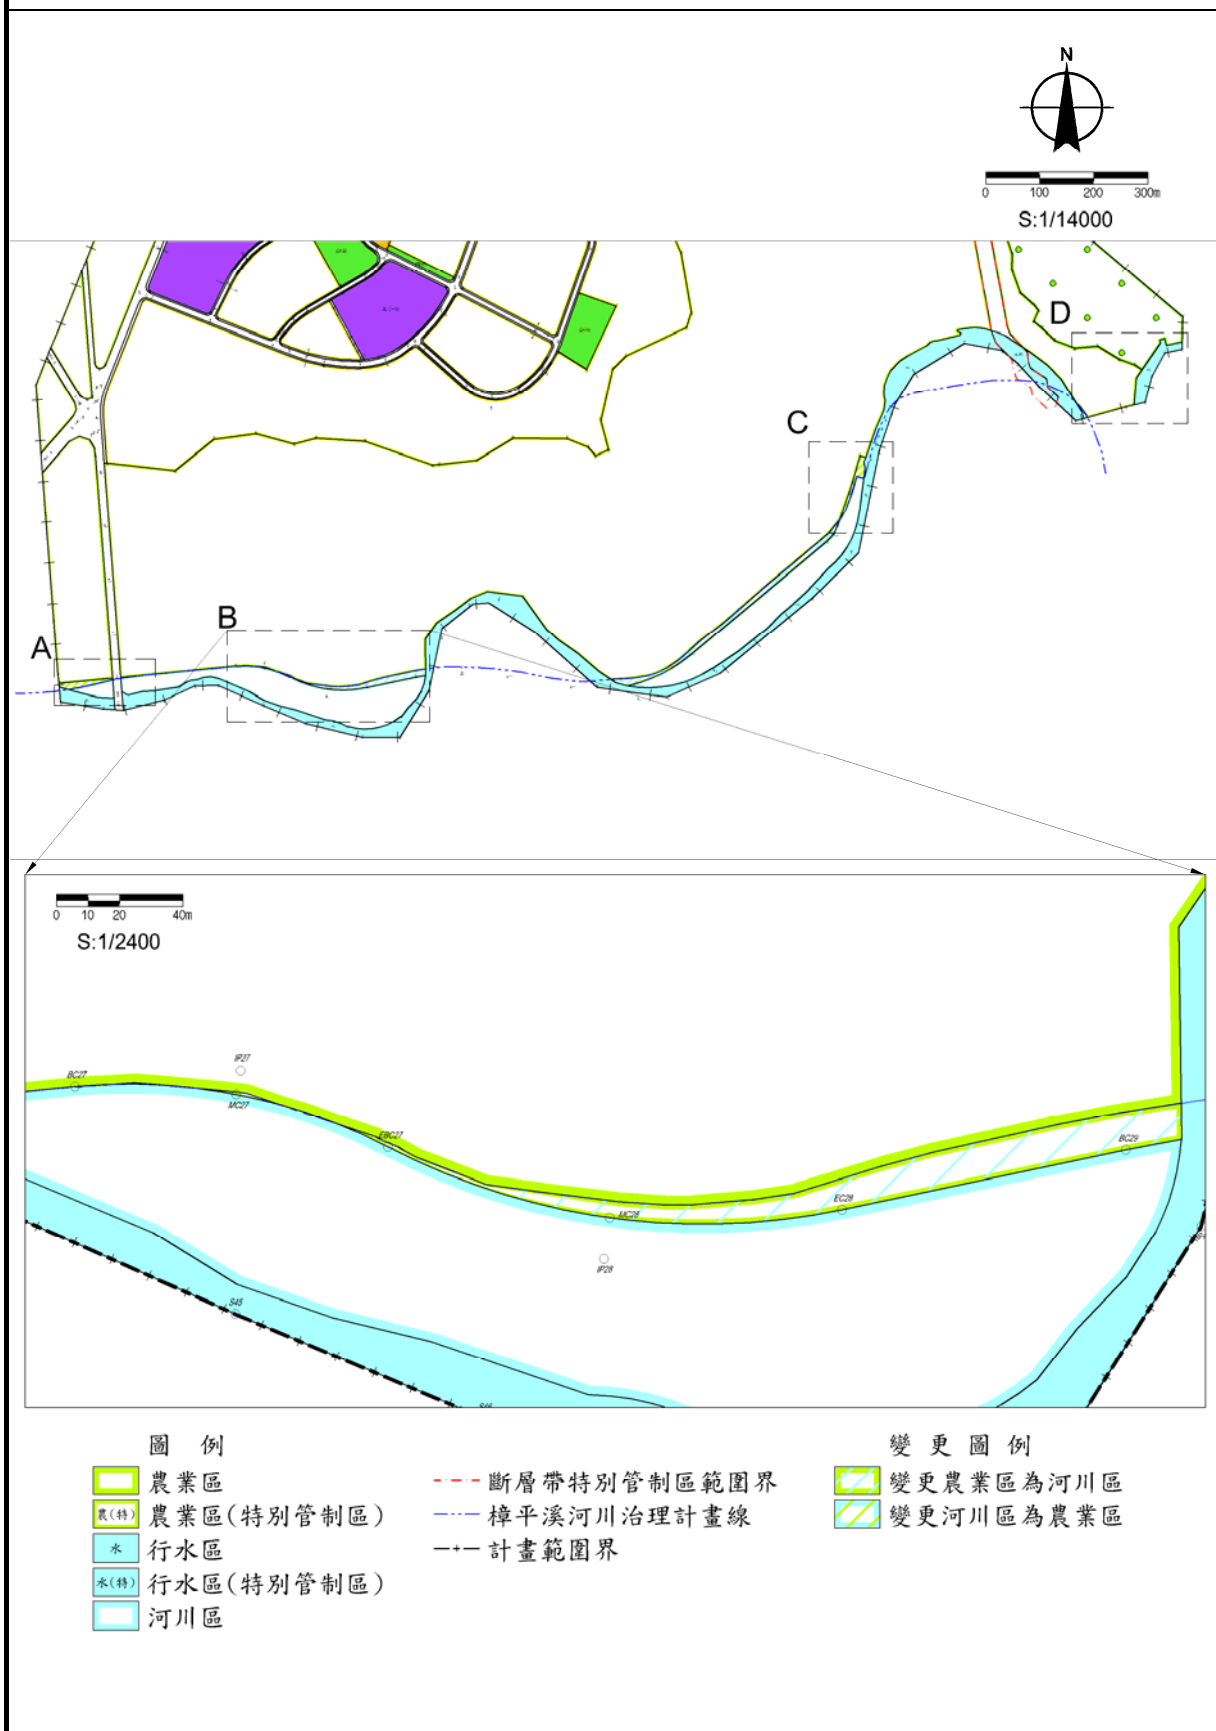 N
0 100 200 300m
S:1/14000
D
C
B
A
0 10 20 40m
S:1/2400
IP27
BC27
MC27
EBC27
BC29
EC28
MC28
IP28
S45
圖 例
農業區
農(特) 農業區(特別管制區)
水 行水區
水(特) 行水區(特別管制區)
河川區
斷層帶特別管制區範圍界
樟平溪河川治理計畫線
計畫範圍界
變更圖例
變更農業區為河川區
變更河川區為農業區